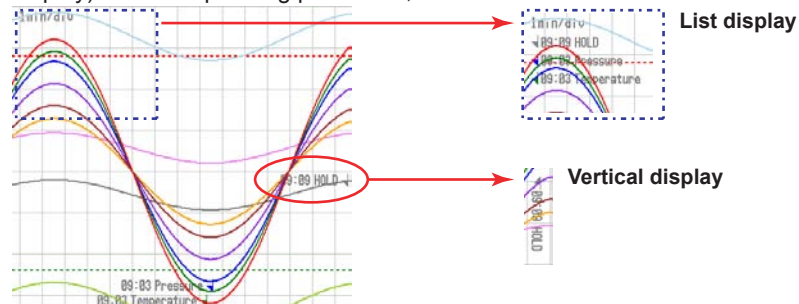 1min/div
09:09 HOLD
09:03 Pressure
09:03 Temperature
1min/div
09:09 HOLD
09:03 Pressure
09:03 Temperature
List display
09:09 HOLD
Vertical display